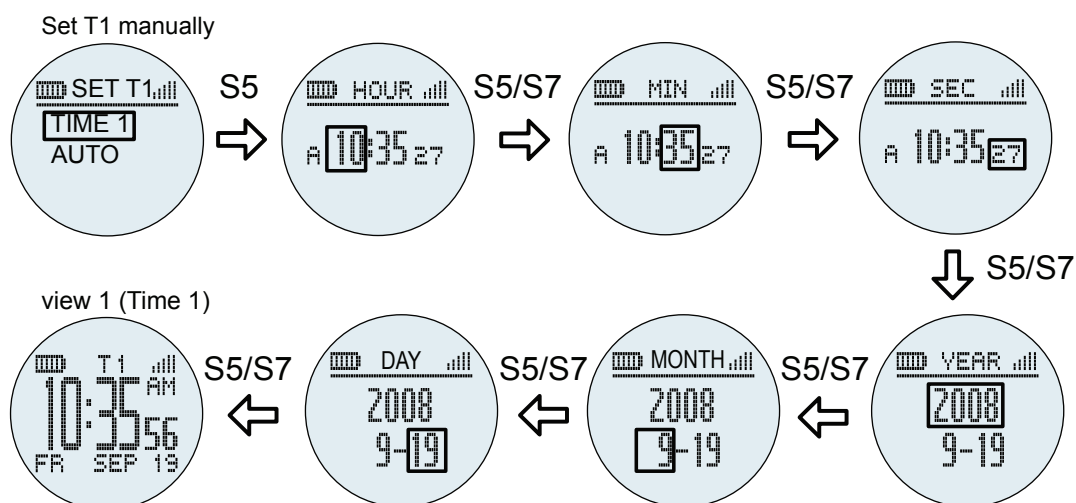 Set T1 manually
SET T1
TIME 1
AUTO
S5
HOUR
A 10:35 27
S5/S7
MIN
A 10:35 27
S5/S7
SEC
A 10:35 27
S5/S7
YEAR
2008
9-19
S5/S7
MONTH
2008
9-19
S5/S7
DAY
2008
9-19
S5/S7
view 1 (Time 1)
T1
10:35 AM
56
FR SEP 19